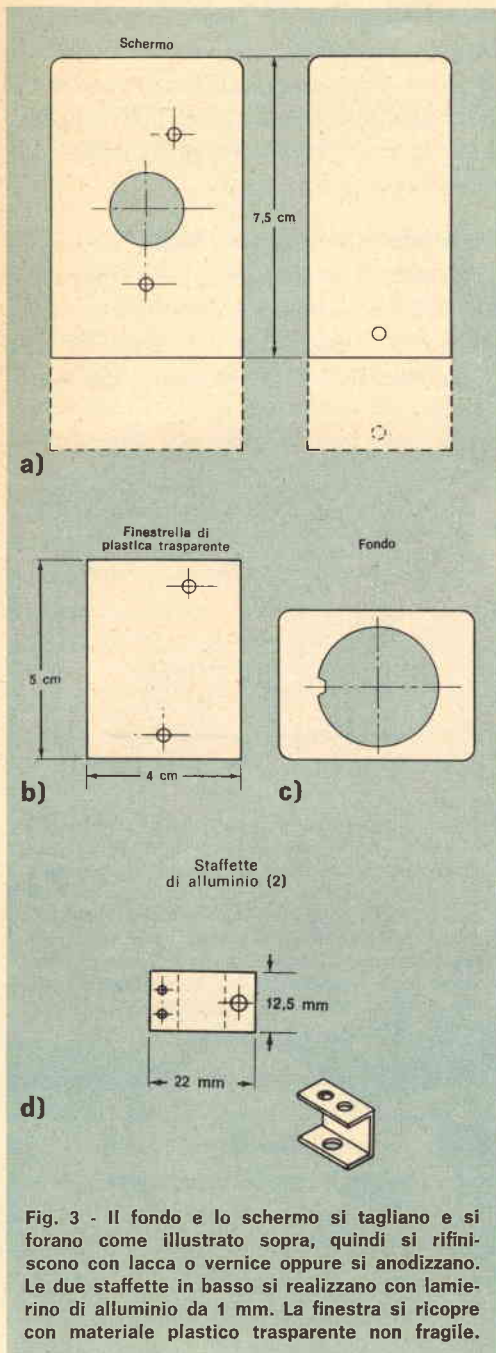 Schermo
7,5 cm
a)
Finestrella di
plastica trasparente
5 cm
4 cm
b)
Fondo
c)
Staffette
di alluminio (2)
12,5 mm
22 mm
d)
Fig. 3 - Il fondo e lo schermo si tagliano e si
forano come illustrato sopra, quindi si rifini-
scono con lacca o vernice oppure si anodizzano.
Le due staffette in basso si realizzano con lamie-
rino di alluminio da 1 mm. La finestra si ricopre
con materiale plastico trasparente non fragile.